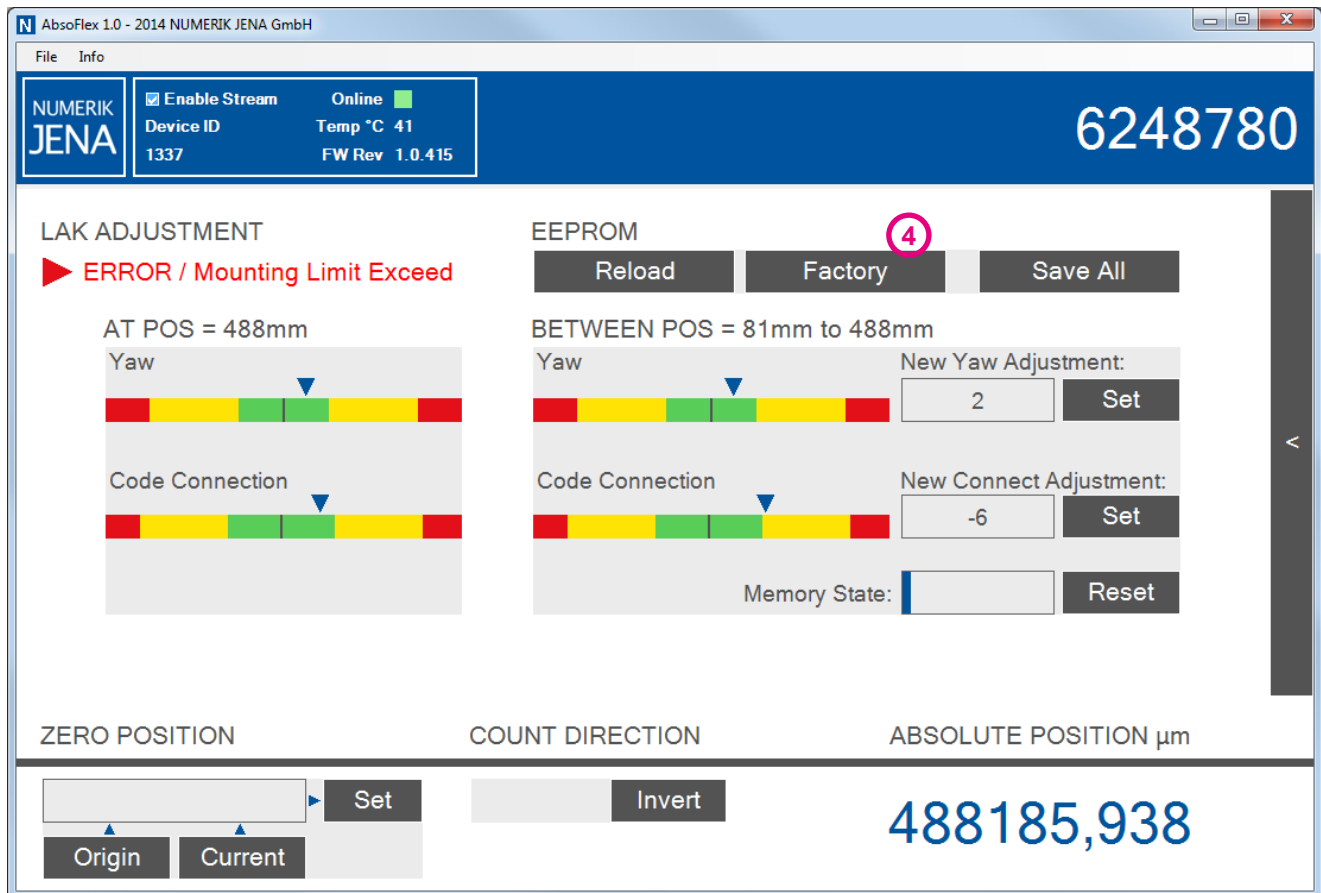 AbsoFlex 1.0 - 2014 NUMERIK JENA GmbH
File Info
NUMERIK
JENA
Enable Stream Online
Device ID Temp °C 41
1337 FW Rev 1.0.415
6248780
LAK ADJUSTMENT
ERROR / Mounting Limit Exceed
EEPROM
4
Reload Factory Save All
AT POS = 488mm
Yaw
Code Connection
BETWEEN POS = 81mm to 488mm
Yaw New Yaw Adjustment:
2 Set
Code Connection New Connect Adjustment:
-6 Set
Memory State: Reset
<
ZERO POSITION COUNT DIRECTION ABSOLUTE POSITION µm
Set Invert
Origin Current
488185,938